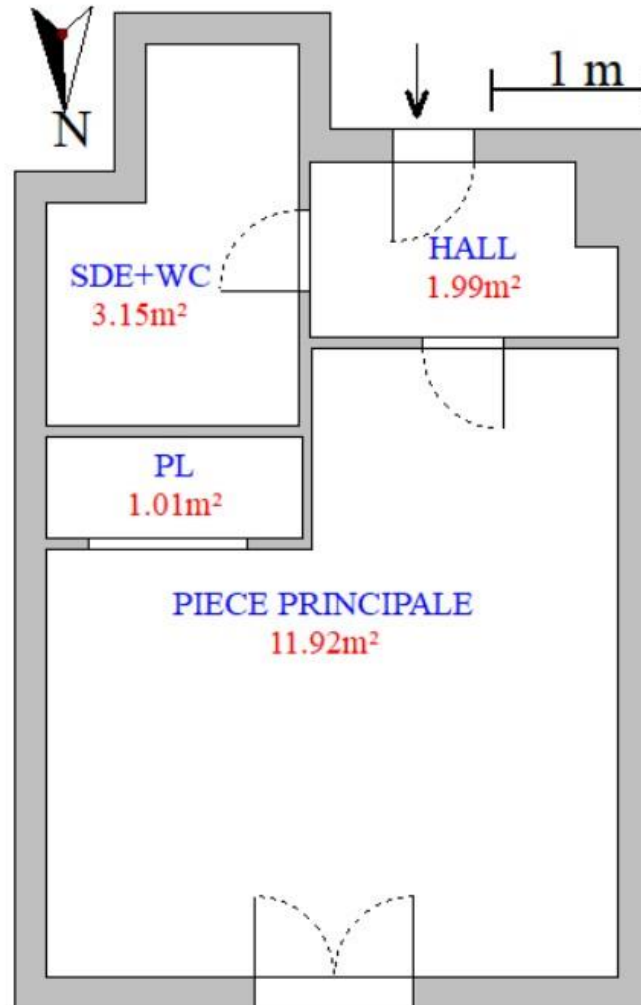 N
1 m
HALL
1.99m²
SDE+WC
3.15m²
PL
1.01m²
PIECE PRINCIPALE
11.92m²